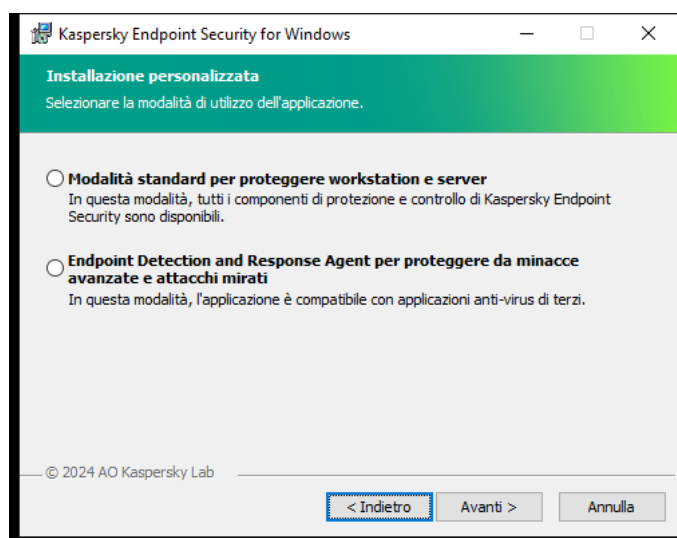 Kaspersky Endpoint Security for Windows
Installazione personalizzata
Selezionare la modalità di utilizzo dell'applicazione.
Modalità standard per proteggere workstation e server
In questa modalità, tutti i componenti di protezione e controllo di Kaspersky Endpoint
Security sono disponibili.
Endpoint Detection and Response Agent per proteggere da minacce
avanzate e attacchi mirati
In questa modalità, l'applicazione è compatibile con applicazioni anti-virus di terzi.
© 2024 AO Kaspersky Lab
< Indietro Avanti > Annulla